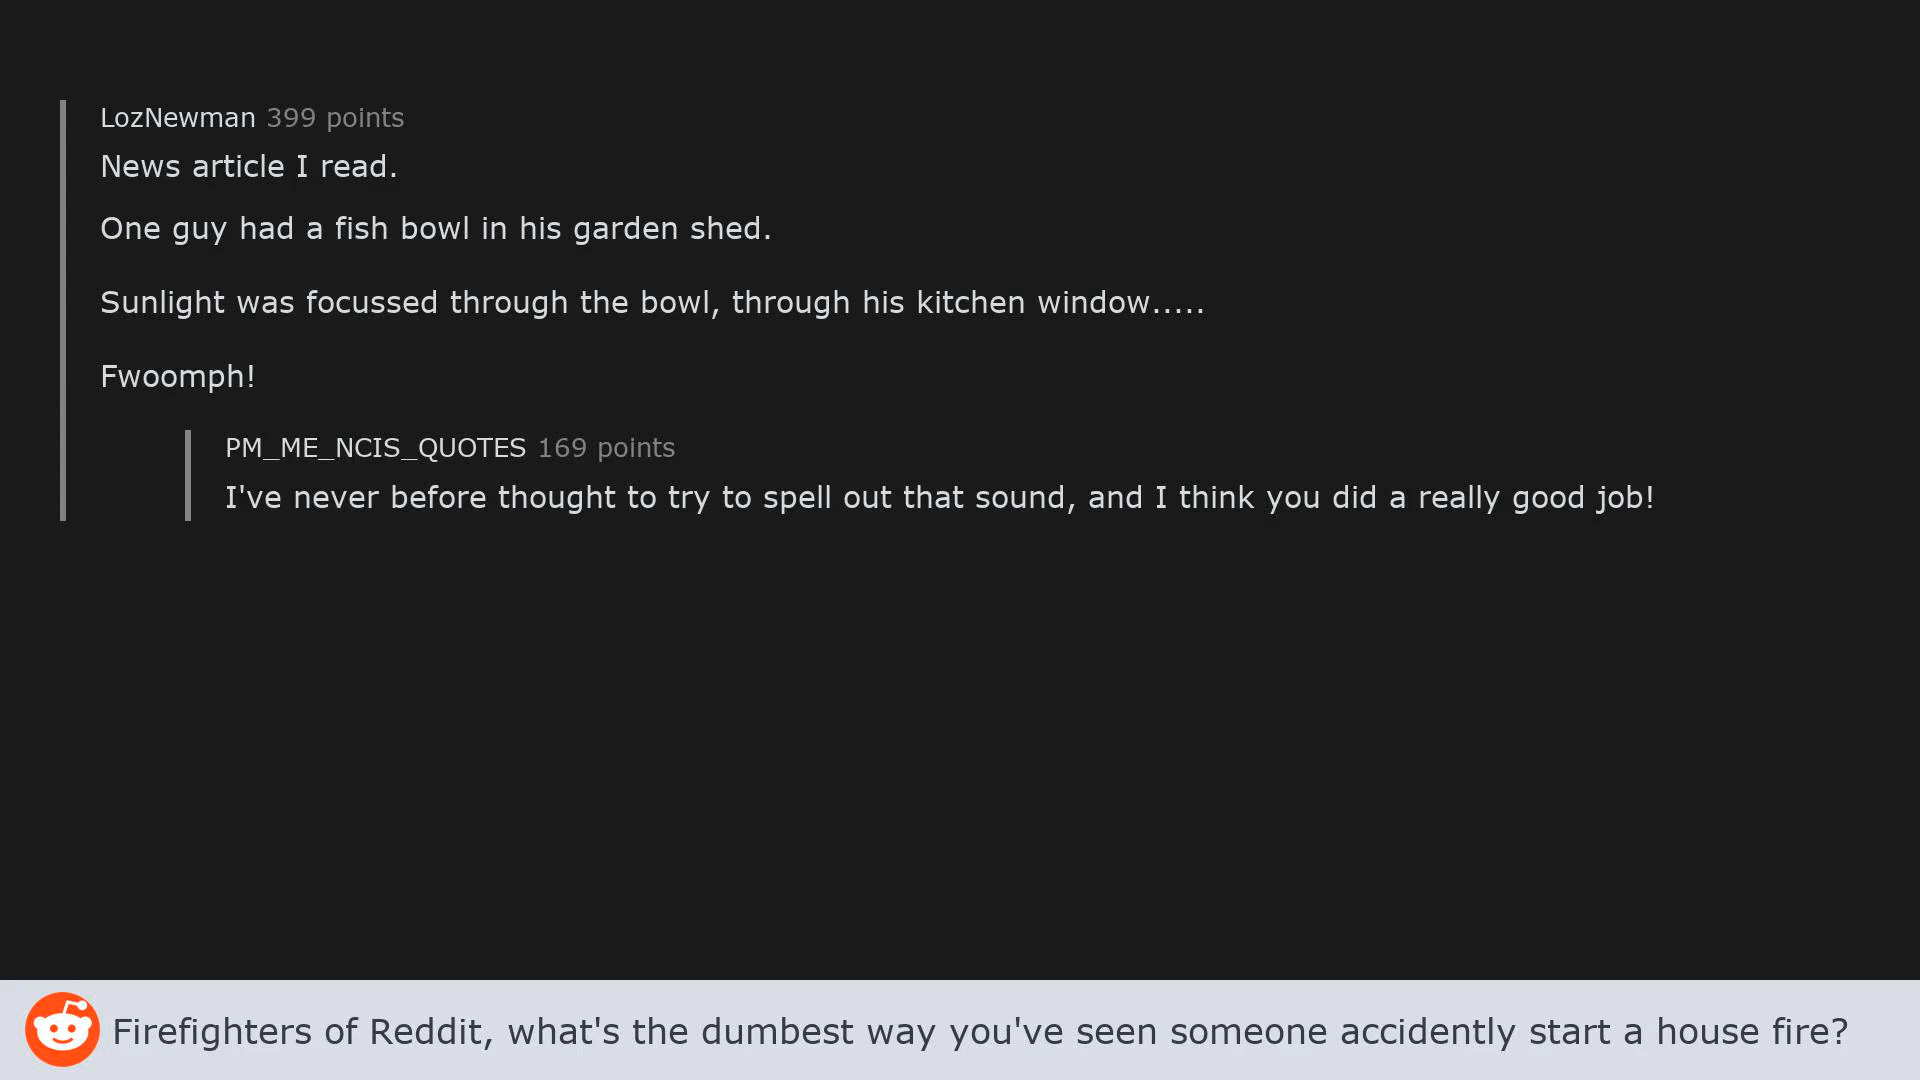 LozNewman 399 points
News article I read.
One guy had a fish bowl in his garden shed.
Sunlight was focussed through the bowl, through his kitchen window.....
Fwoomph!
PM_ME_NCIS_QUOTES 169 points
I've never before thought to try to spell out that sound, and I think you did a really good job!
Firefighters of Reddit, what's the dumbest way you've seen someone accidently start a house fire?